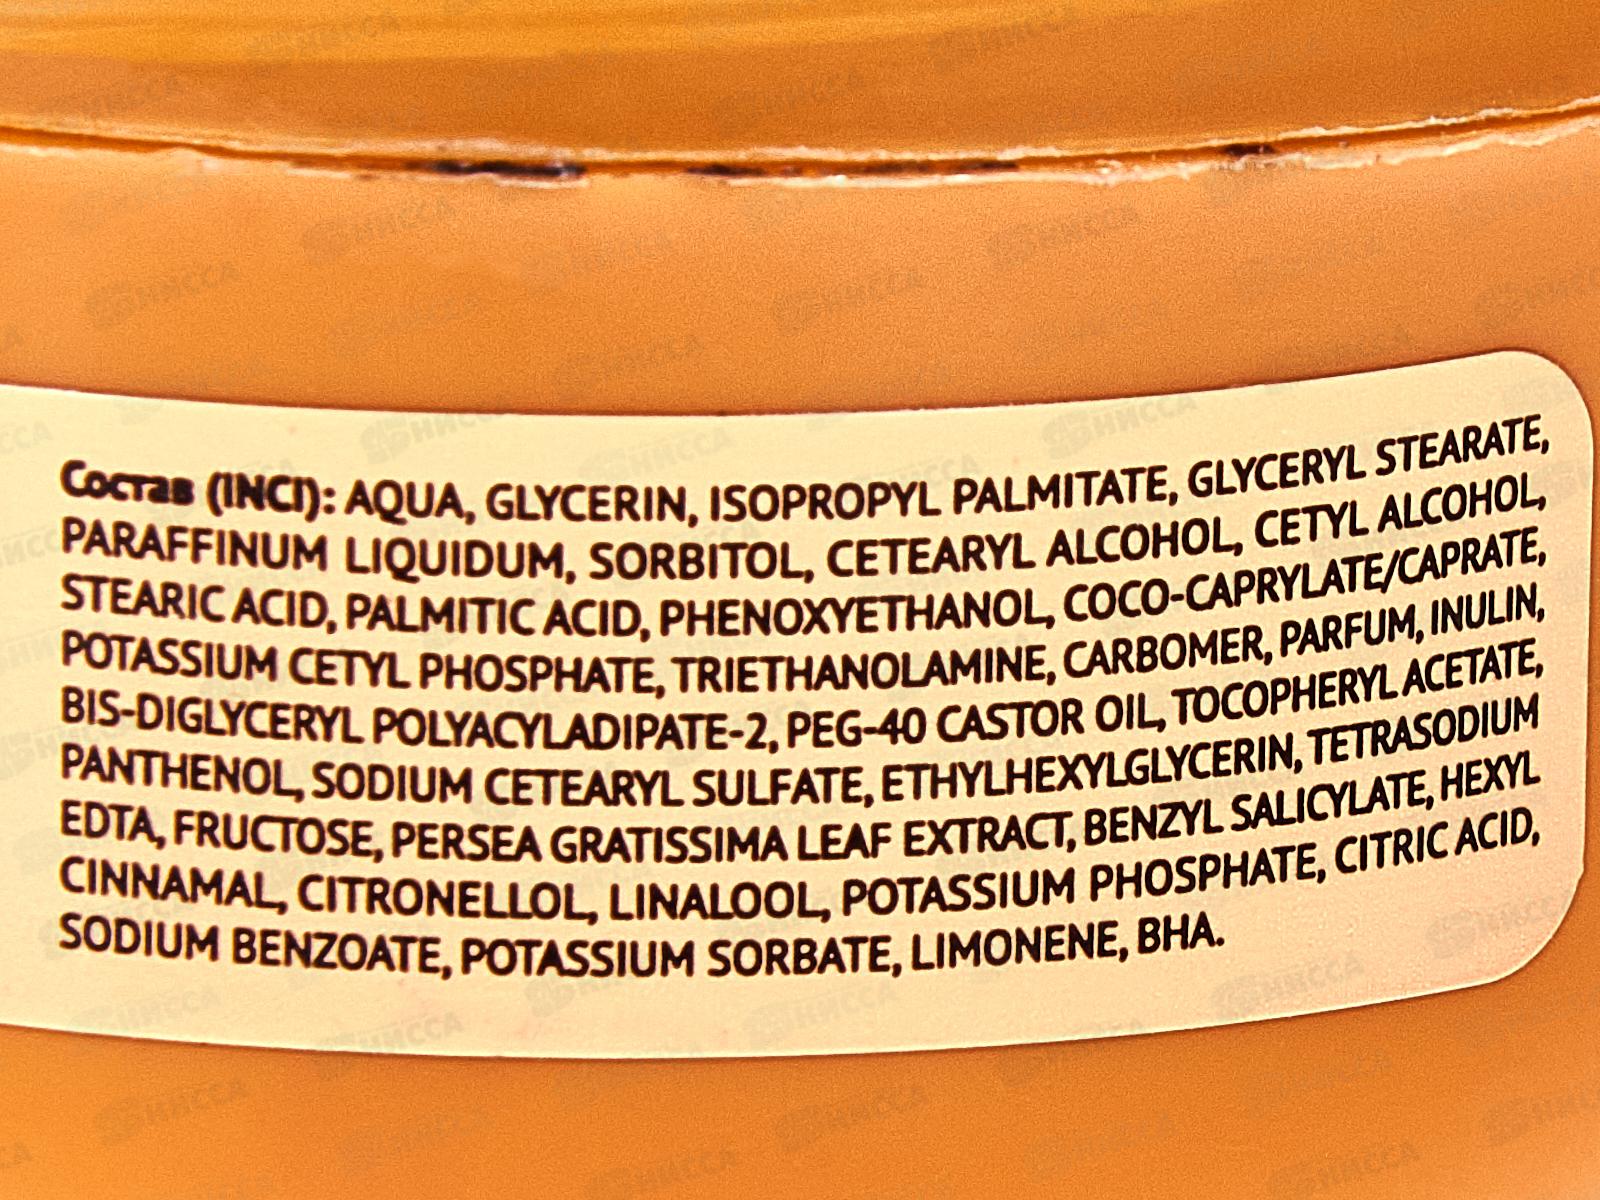 Состав (INCI): AQUA, GLYCERIN, ISOPROPYL PALMITATE, GLYCERYL STEARATE,
PARAFFINUM LIQUIDUM, SORBITOL, CETEARYL ALCOHOL, CETYL ALCOHOL,
STEARIC ACID, PALMITIC ACID, PHENOXYETHANOL, COCO-CAPRYLATE/CAPRATE,
POTASSIUM CETYL PHOSPHATE, TRIETHANOLAMINE, CARBOMER, PARFUM, INULIN,
BIS-DIGLYCERYL POLYACYLADIPATE-2, PEG-40 CASTOR OIL, TOCOPHERYL ACETATE,
PANTHENOL, SODIUM CETEARYL SULFATE, ETHYLHEXYLGLYCERIN, TETRASODIUM
EDTA, FRUCTOSE, PERSEA GRATISSIMA LEAF EXTRACT, BENZYL SALICYLATE, HEXYL
CINNAMAL, CITRONELLOL, LINALOOL, POTASSIUM PHOSPHATE, CITRIC ACID,
SODIUM BENZOATE, POTASSIUM SORBATE, LIMONENE, BHA.
НИССА